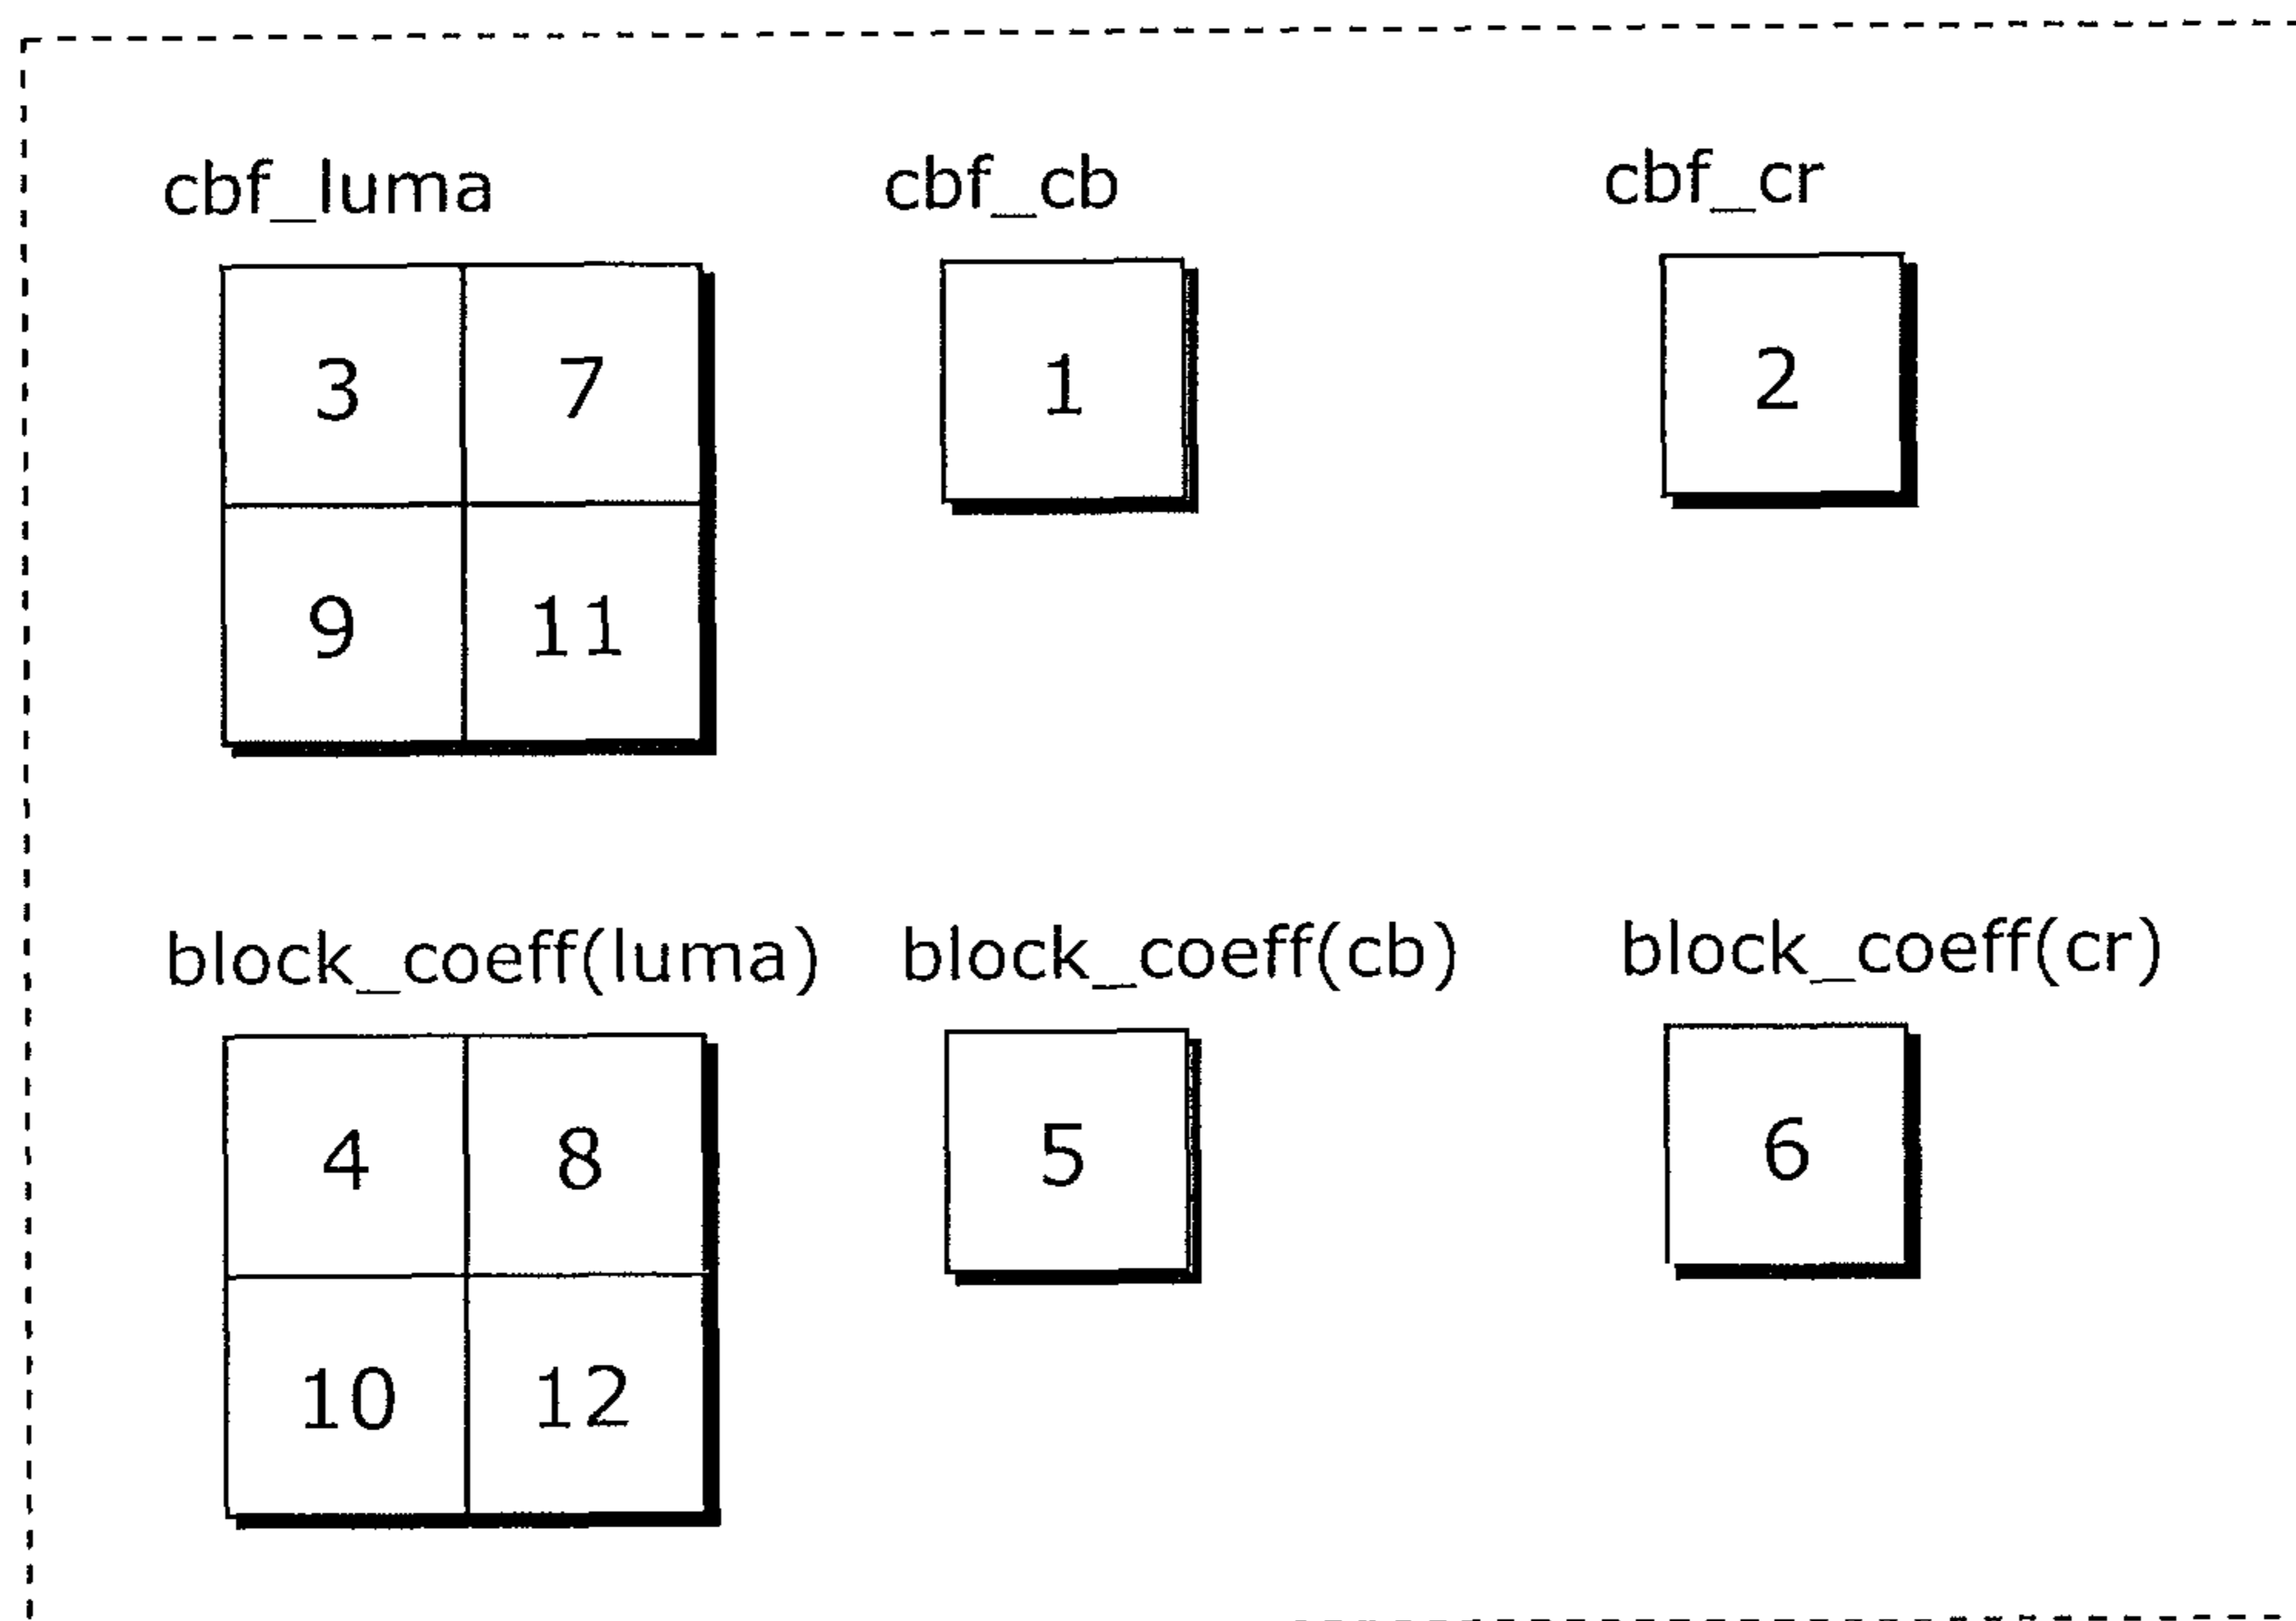 cbf_luma cbf_cb cbf_cr
3 7 1 2
9 11
block_coeff(luma) block_coeff(cb) block_coeff(cr)
4 8 5 6
10 12